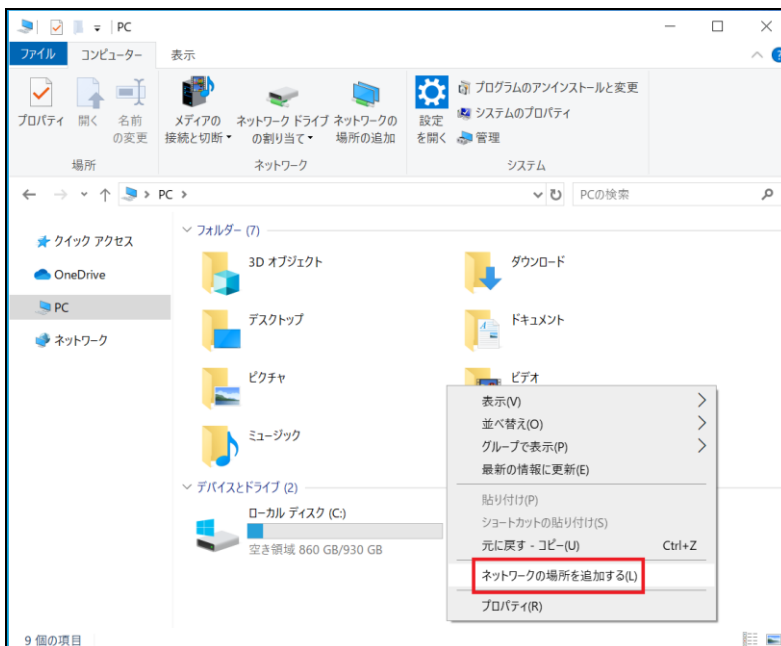 PC
ファイル
コンピューター
表示
プロパティ
開く
名前
の変更
メディアの
接続と切断
ネットワーク ドライブ
の割り当て
ネットワークの
場所の追加
設定
を開く
プログラムのアンインストールと変更
システムのプロパティ
管理
場所
ネットワーク
システム
PC
PCの検索
クイック アクセス
OneDrive
PC
ネットワーク
フォルダー (7)
3D オブジェクト
ダウンロード
デスクトップ
ドキュメント
ピクチャ
ビデオ
ミュージック
デバイスとドライブ (2)
ローカル ディスク (C:)
空き領域 860 GB/930 GB
表示(V)
並べ替え(O)
グループで表示(P)
最新の情報に更新(E)
貼り付け(P)
ショートカットの貼り付け(S)
元に戻す - コピー(U) Ctrl+Z
ネットワークの場所を追加する(L)
プロパティ(R)
9 個の項目